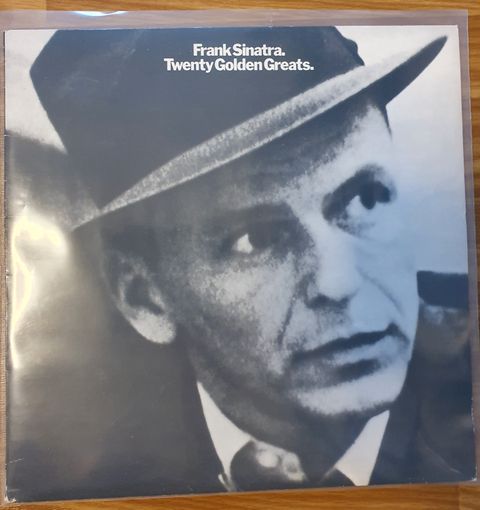 Frank Sinatra.
Twenty Golden Greats.